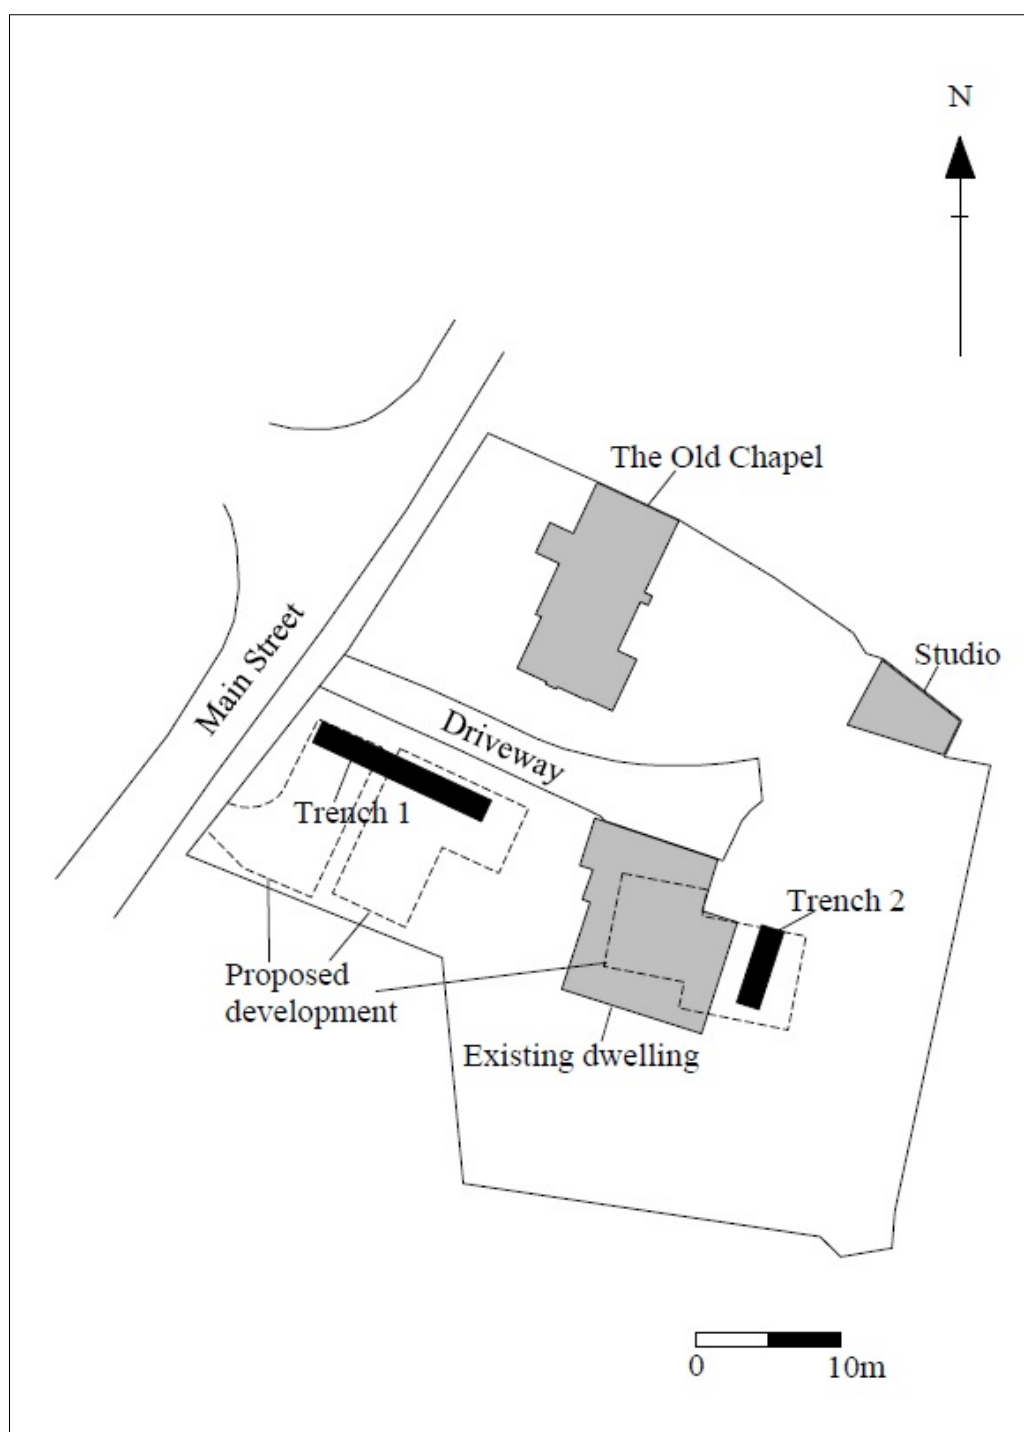 N
The Old Chapel
Studio
Main Street
Driveway
Trench 1
Trench 2
Proposed
development
Existing dwelling
0 10m